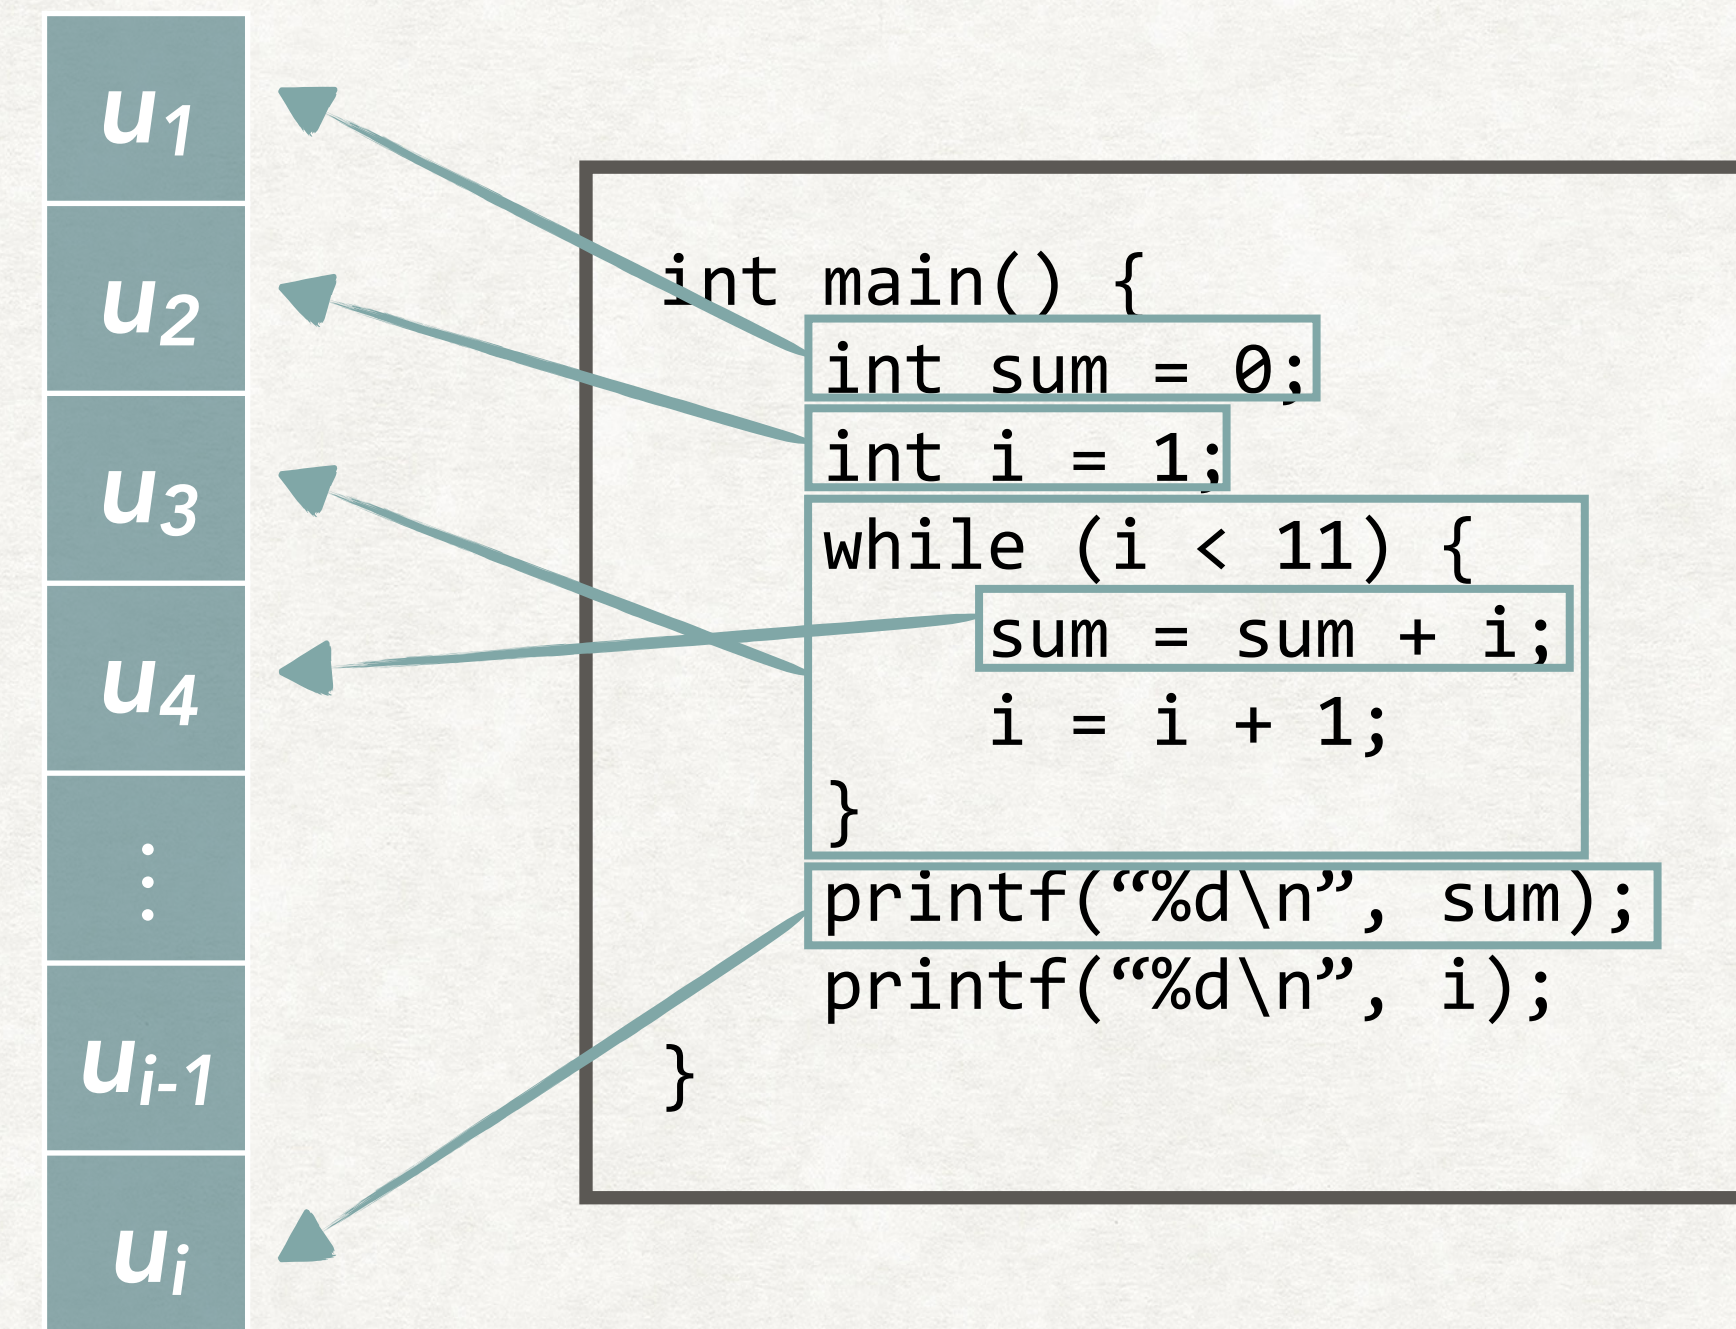 u1
u2
u3
u4
⋮
ui-1
ui
int main() {
    int sum = 0;
    int i = 1;
    while (i < 11) {
        sum = sum + i;
        i = i + 1;
    }
    printf(“%d\n”, sum);
    printf(“%d\n”, i);
}